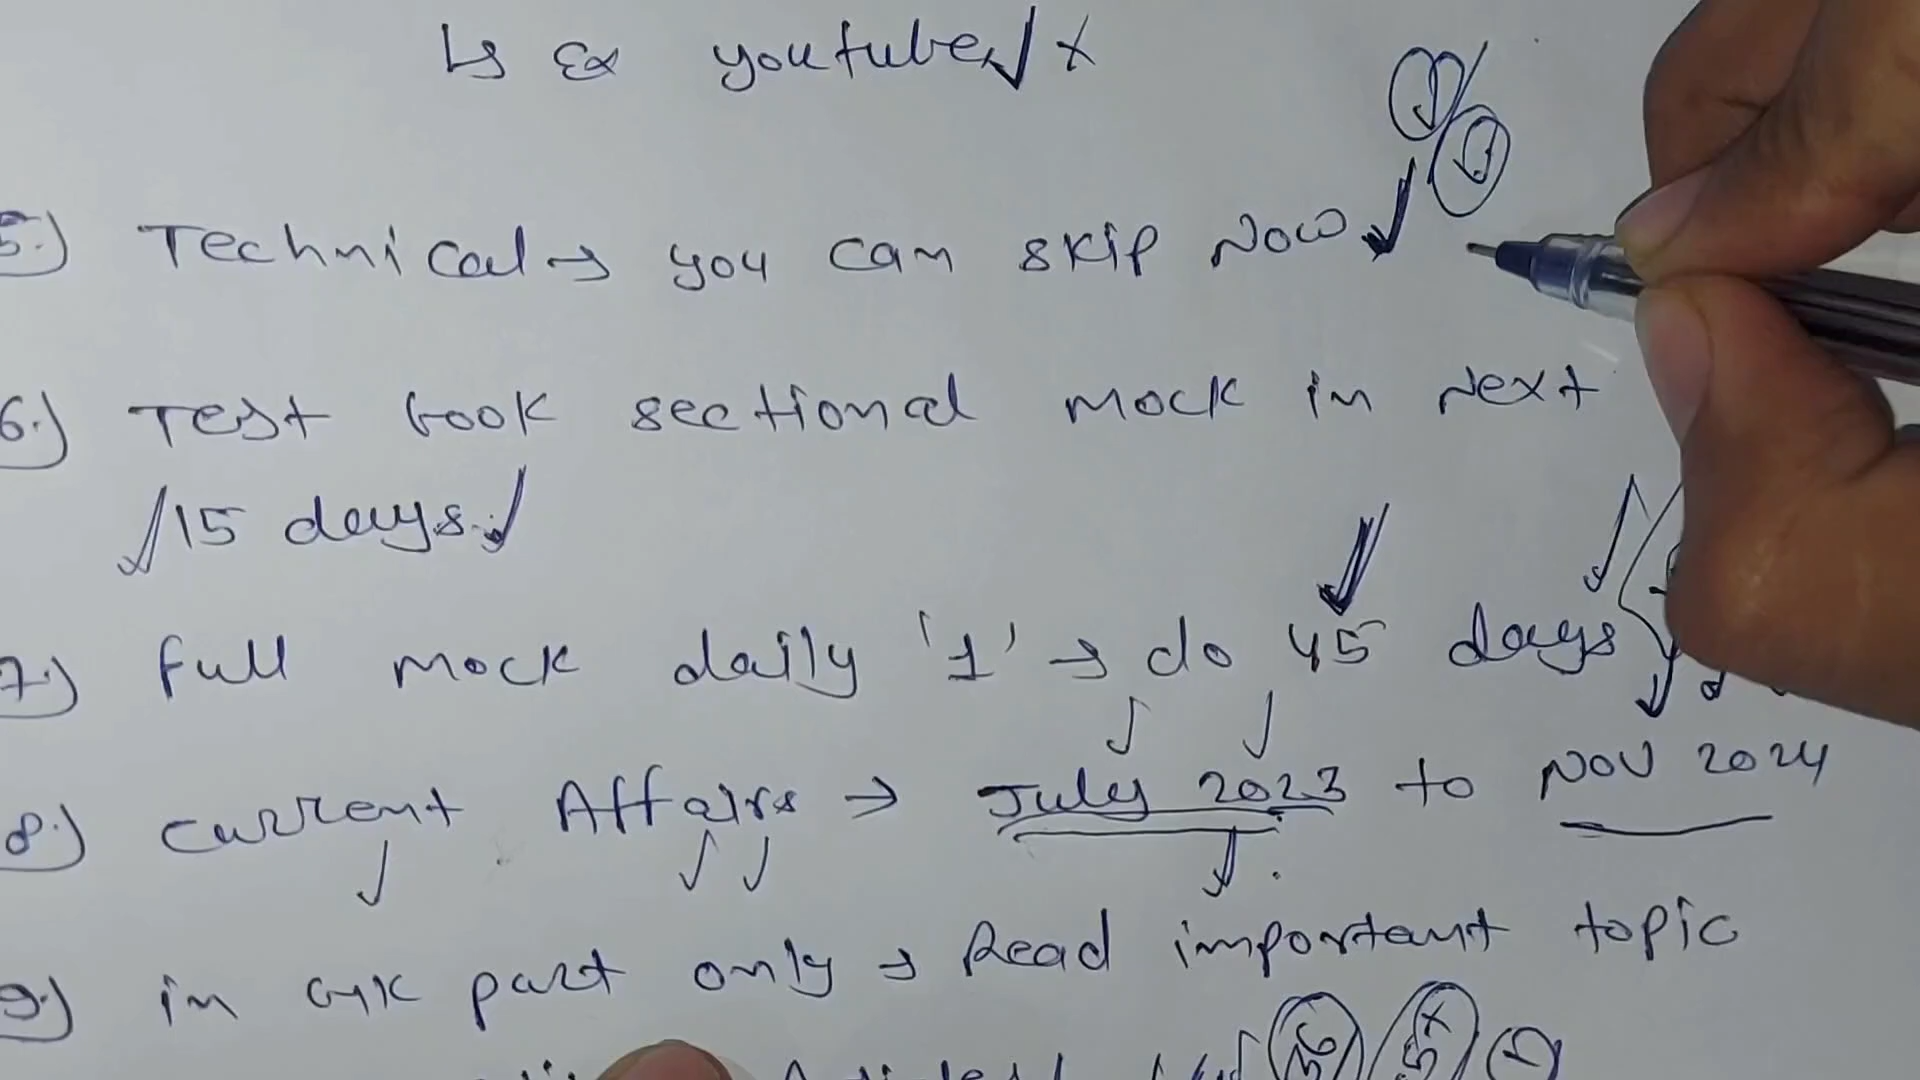 Ex youtube
5.) Technical → you can skip Now
6.) Test book sectional mock in Next
15 days.
7.) full mock daily '1' → do 45 days
8.) current Affairs → July 2023 to Nov 2024
9.) in GK part only → Read important topic